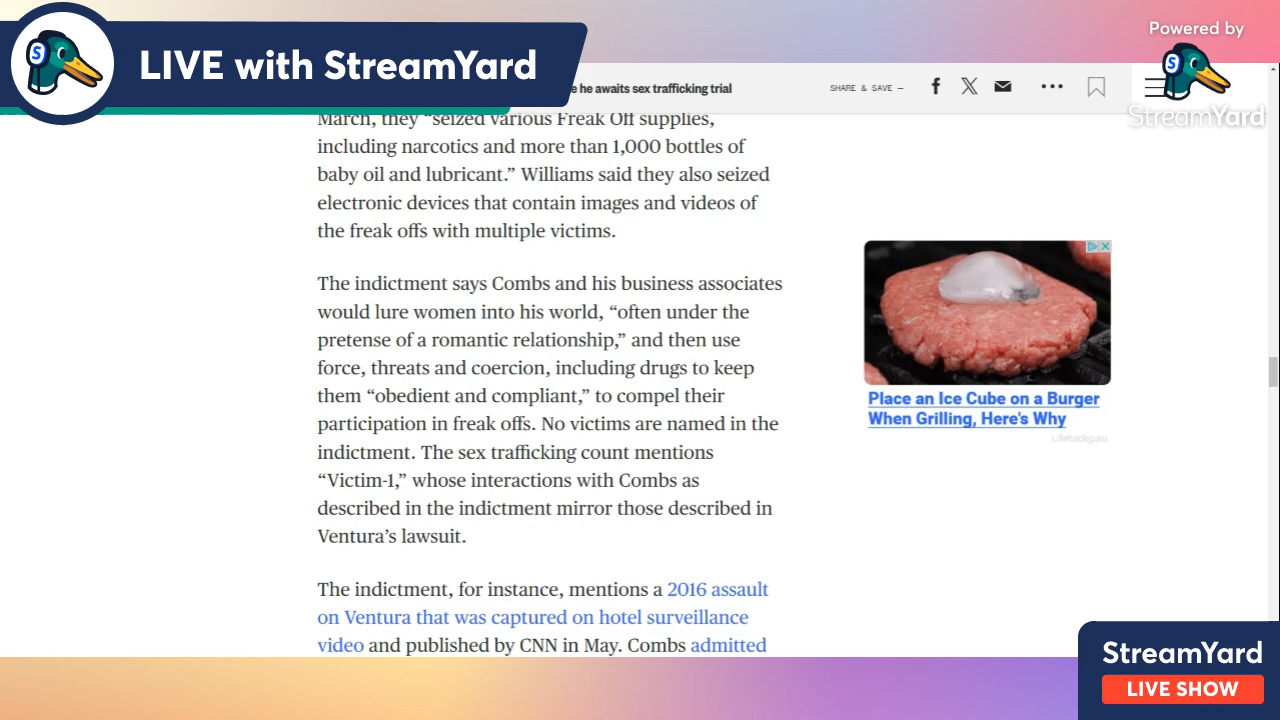 LIVE with StreamYard
Powered by
StreamYard
e he awaits sex trafficking trial
SHARE & SAVE —
March, they “seized various Freak Off supplies,
including narcotics and more than 1,000 bottles of
baby oil and lubricant.” Williams said they also seized
electronic devices that contain images and videos of
the freak offs with multiple victims.
The indictment says Combs and his business associates
would lure women into his world, “often under the
pretense of a romantic relationship,” and then use
force, threats and coercion, including drugs to keep
them “obedient and compliant,” to compel their
participation in freak offs. No victims are named in the
indictment. The sex trafficking count mentions
“Victim-1,” whose interactions with Combs as
described in the indictment mirror those described in
Ventura’s lawsuit.
The indictment, for instance, mentions a 2016 assault
on Ventura that was captured on hotel surveillance
video and published by CNN in May. Combs admitted
Place an Ice Cube on a Burger
When Grilling, Here's Why
Lifehackguru
StreamYard
LIVE SHOW